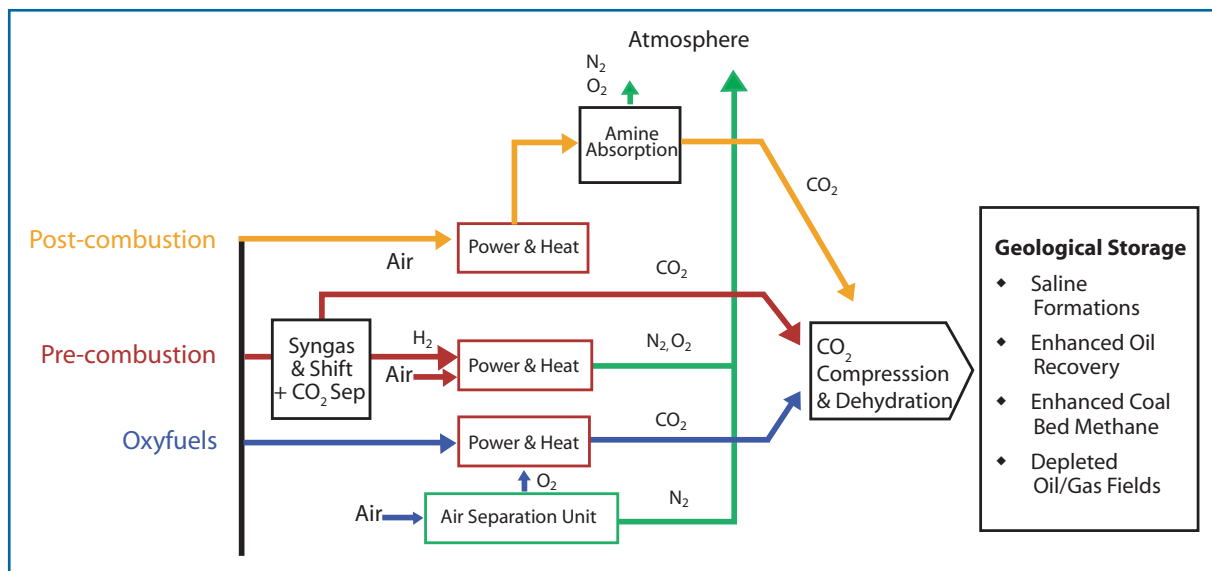 Atmosphere
N₂
O₂
Amine
Absorption
CO₂
Post-combustion
Air
Power & Heat
CO₂
Pre-combustion
Syngas
& Shift
+ CO₂ Sep
H₂
Air
Power & Heat
N₂, O₂
CO₂
Compresssion
& Dehydration
Oxyfuels
Power & Heat
CO₂
O₂
Air
Air Separation Unit
N₂
Geological Storage
◆ Saline
Formations
◆ Enhanced Oil
Recovery
◆ Enhanced Coal
Bed Methane
◆ Depleted
Oil/Gas Fields